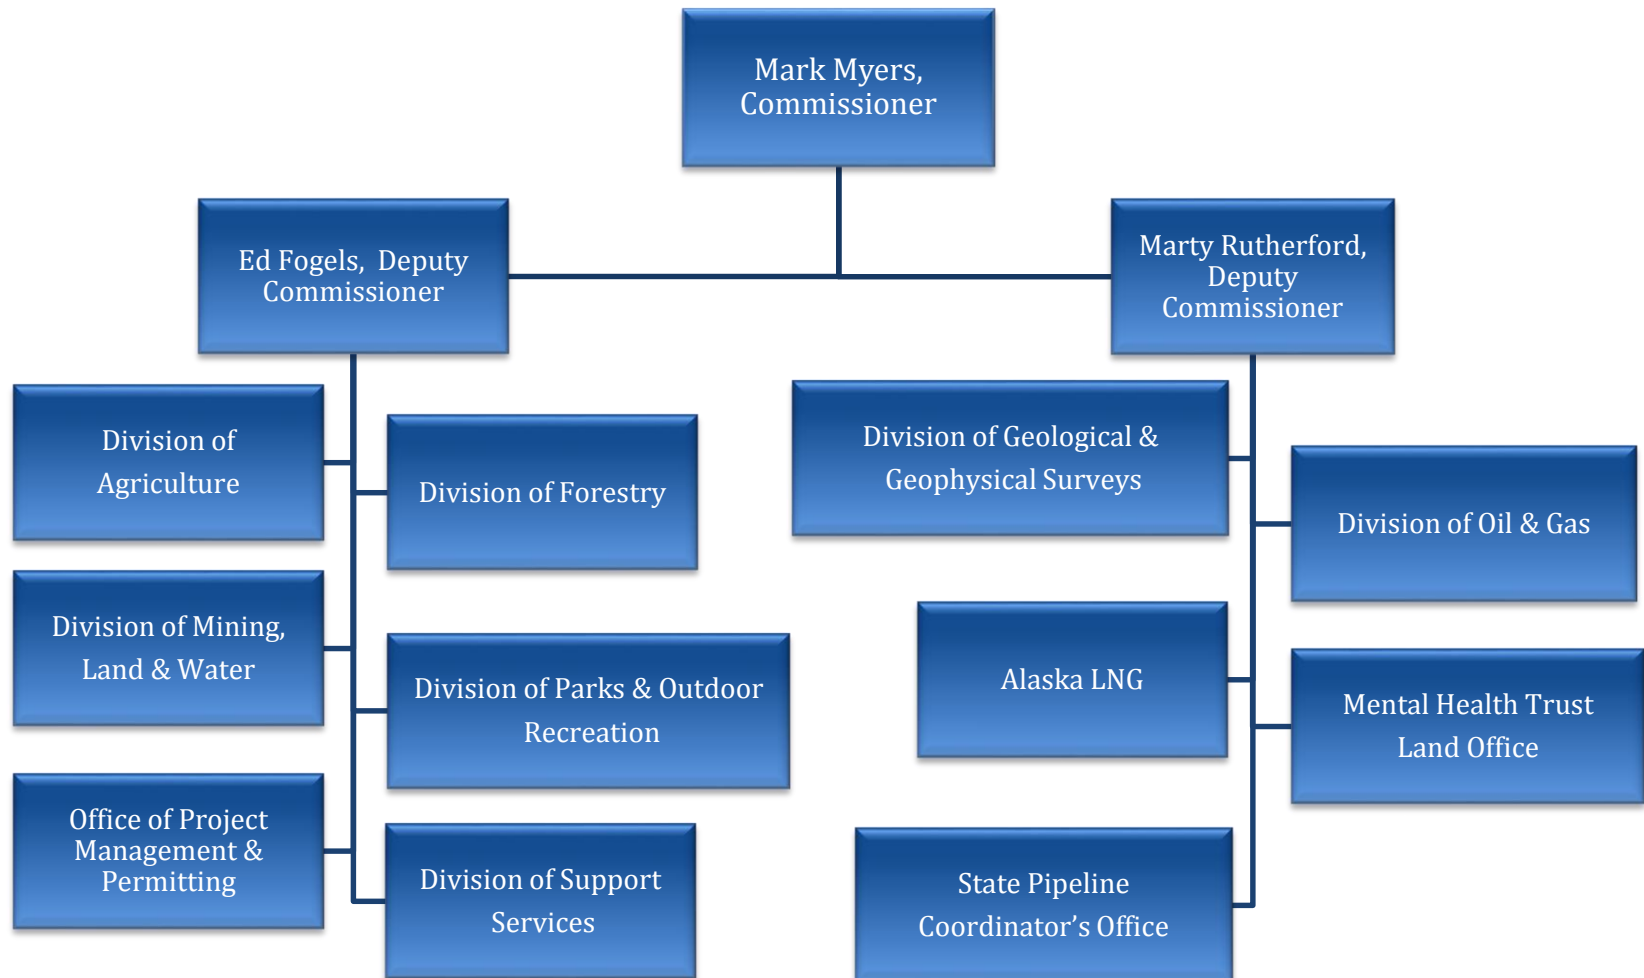 Mark Myers,
Commissioner
Ed Fogels, Deputy
Commissioner
Marty Rutherford,
Deputy
Commissioner
Division of
Agriculture
Division of Forestry
Division of Mining,
Land & Water
Division of Parks & Outdoor
Recreation
Office of Project
Management &
Permitting
Division of Support
Services
Division of Geological &
Geophysical Surveys
Division of Oil & Gas
Alaska LNG
Mental Health Trust
Land Office
State Pipeline
Coordinator’s Office